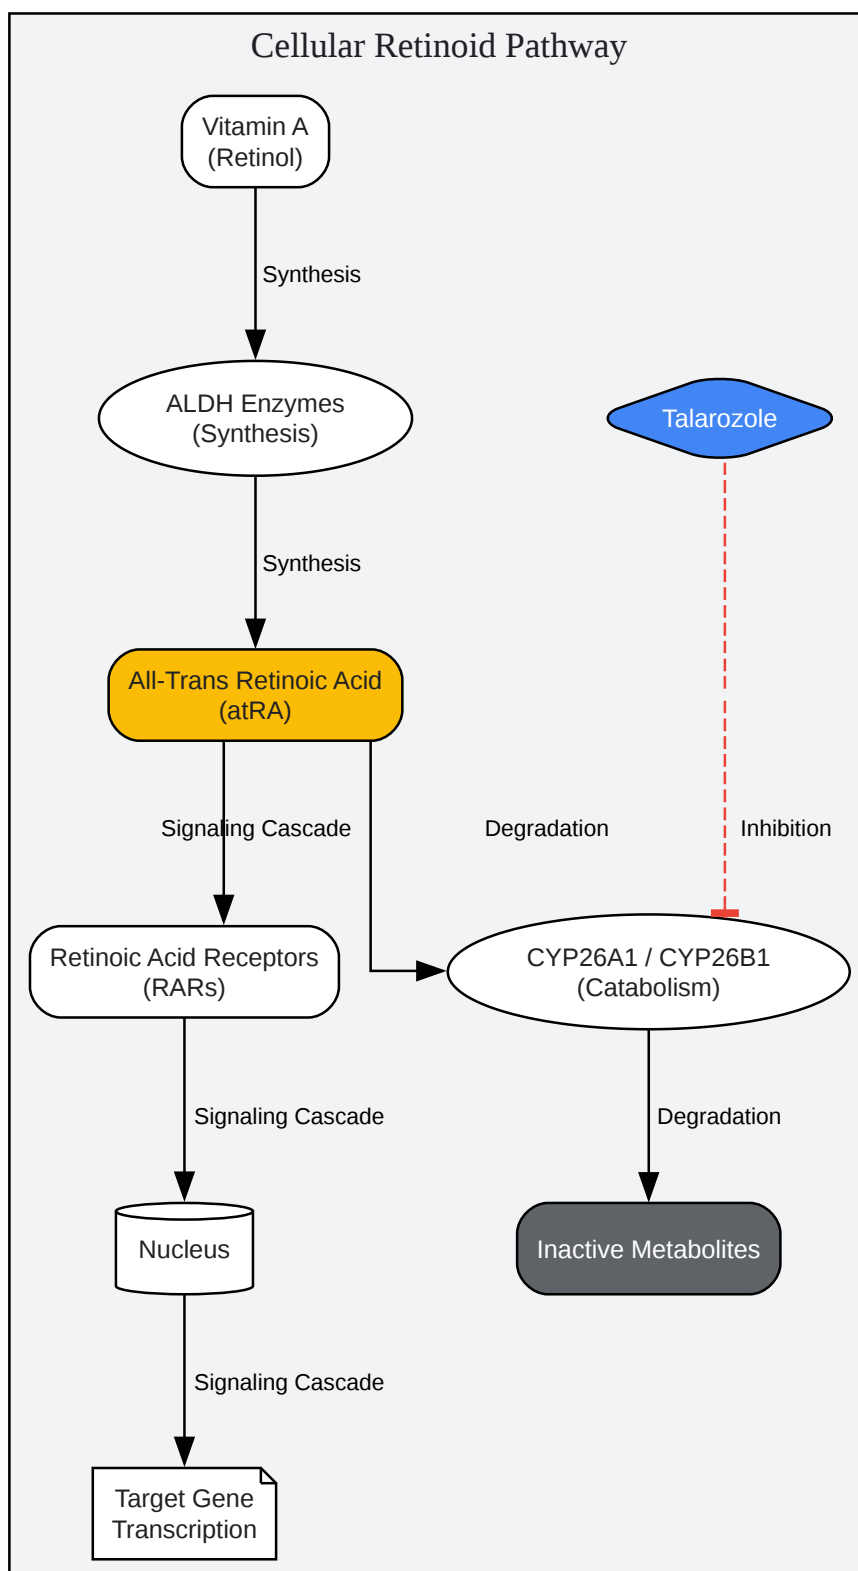 Cellular Retinoid Pathway
Vitamin A
(Retinol)
Synthesis
ALDH Enzymes
(Synthesis)
Talarozole
Synthesis
All-Trans Retinoic Acid
(atRA)
Signaling Cascade
Degradation
Inhibition
Retinoic Acid Receptors
(RARs)
CYP26A1 / CYP26B1
(Catabolism)
Signaling Cascade
Degradation
Nucleus
Inactive Metabolites
Signaling Cascade
Target Gene
Transcription